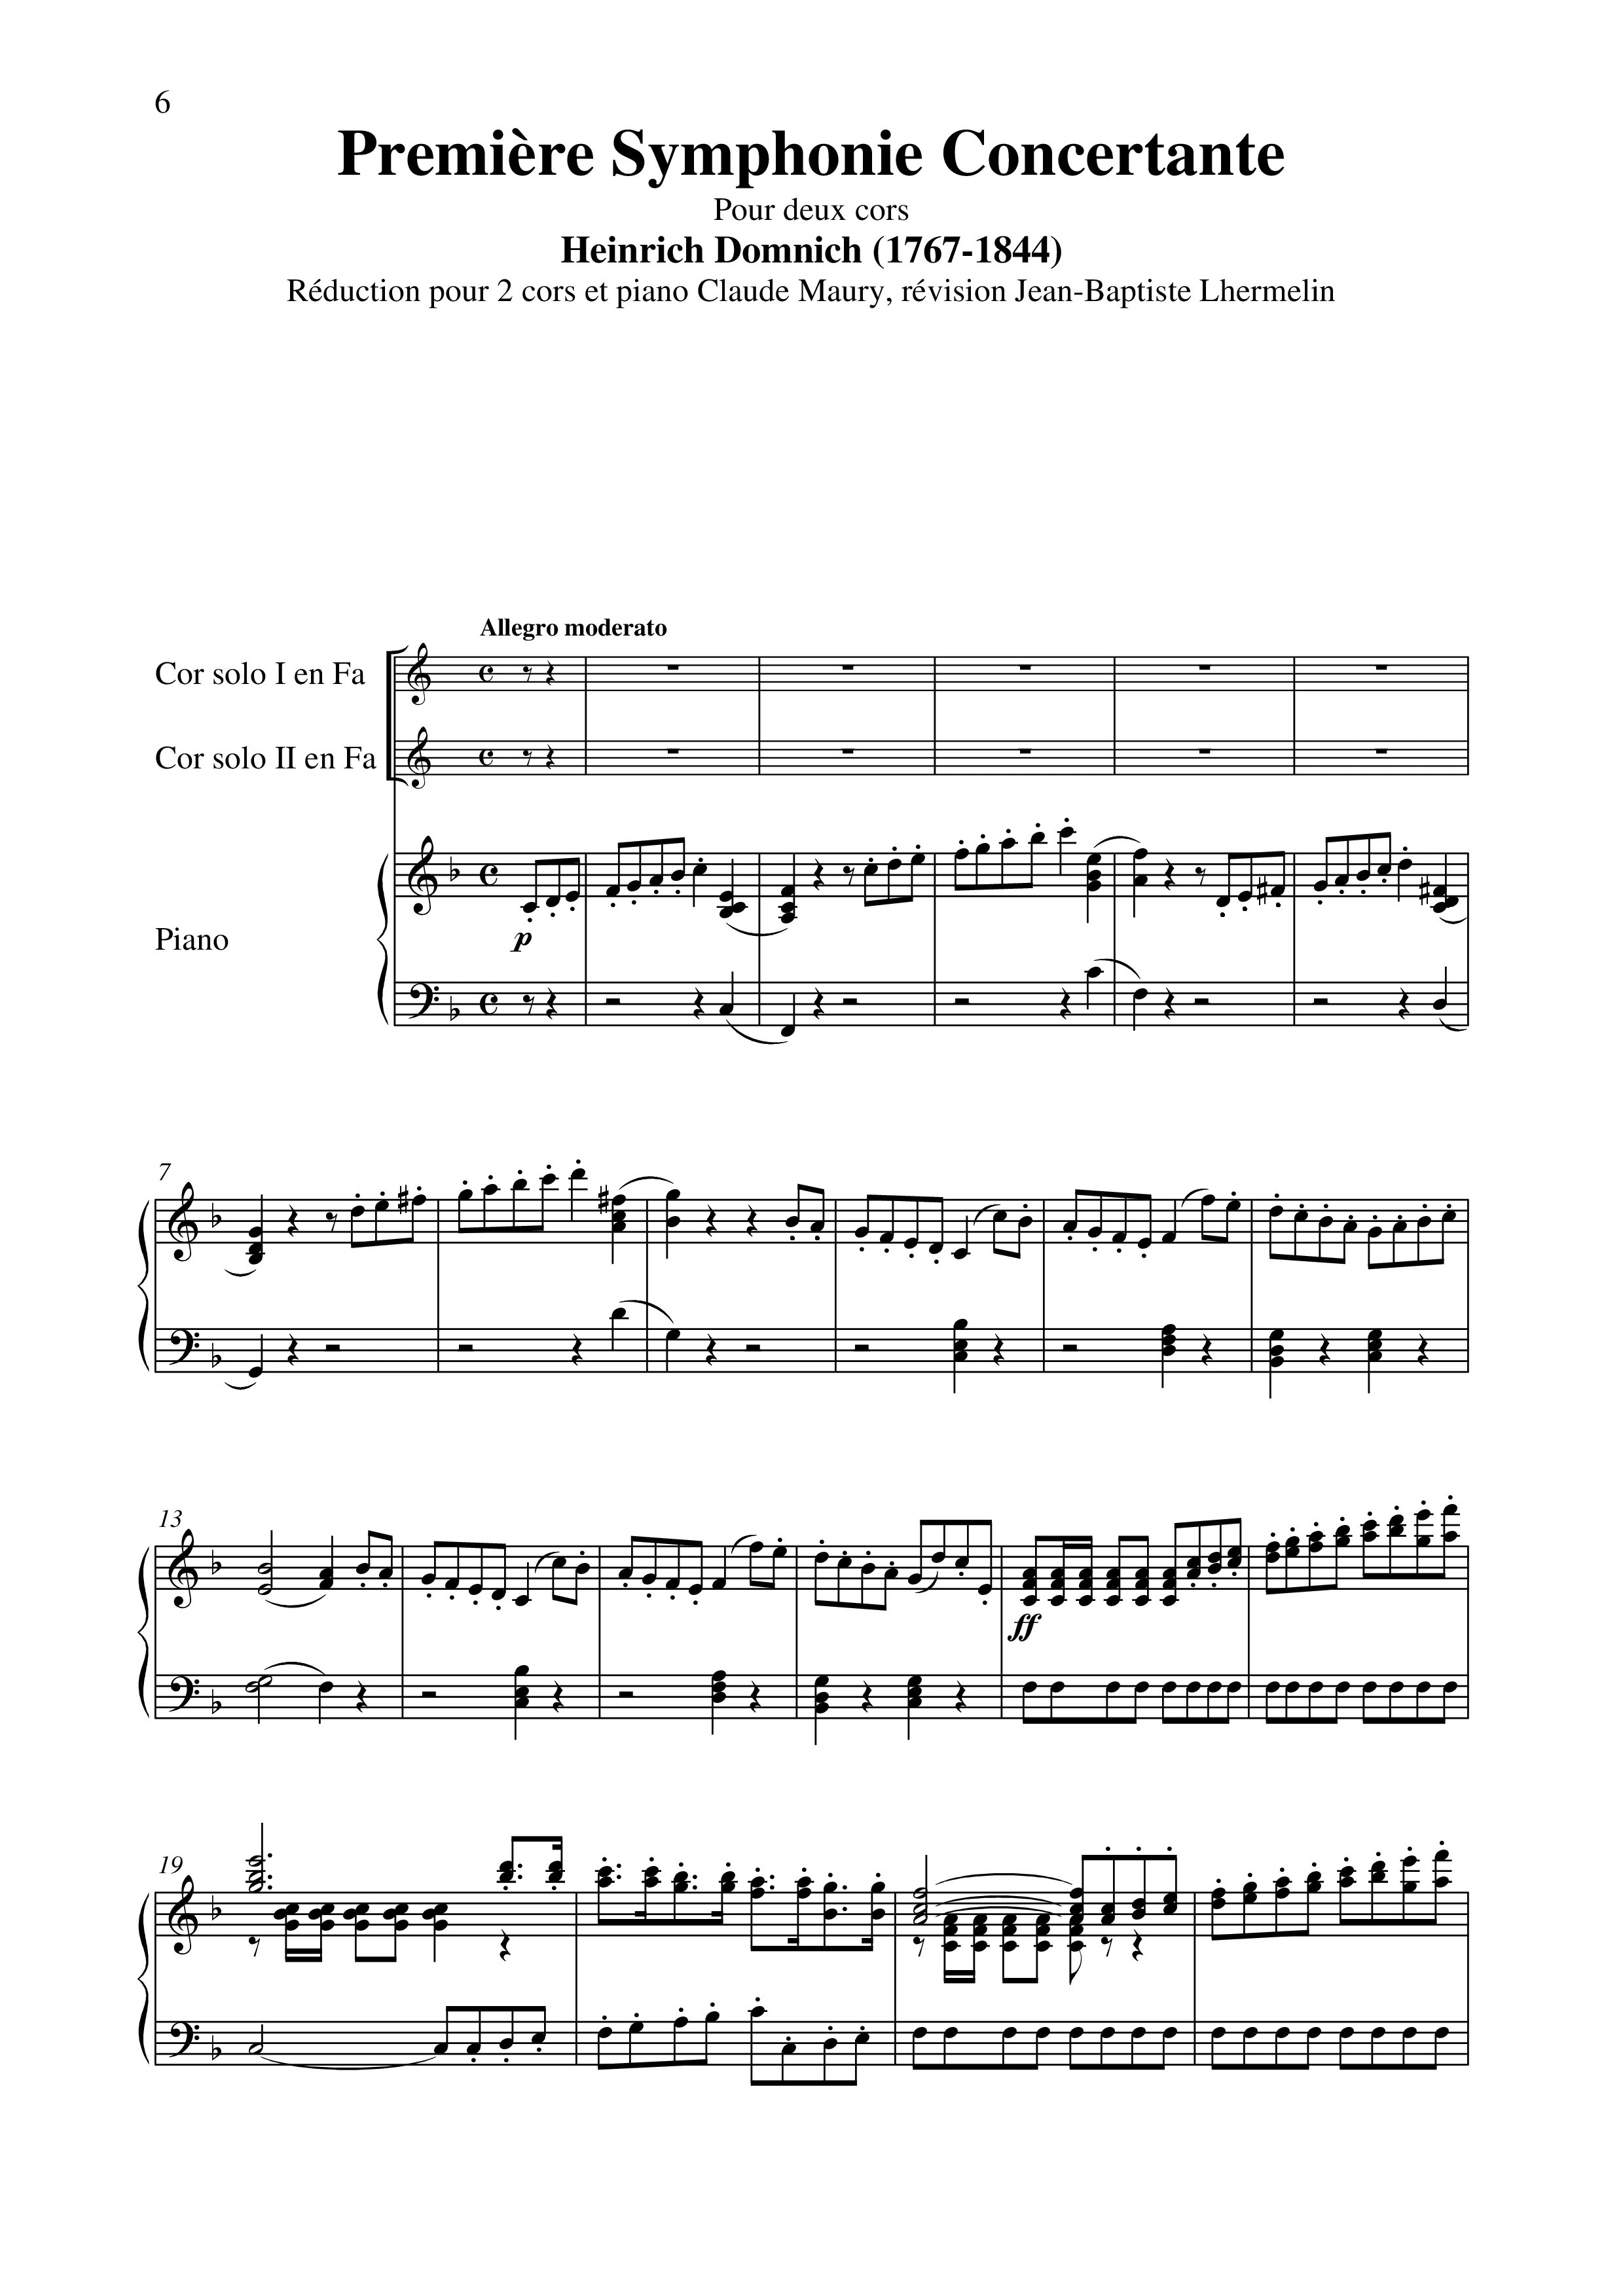 6
Première Symphonie Concertante
Pour deux cors
Heinrich Domnich (1767-1844)
Réduction pour 2 cors et piano Claude Maury, révision Jean-Baptiste Lhermelin
Allegro moderato
Cor solo I en Fa
Cor solo II en Fa
Piano
p
7
13
ff
19